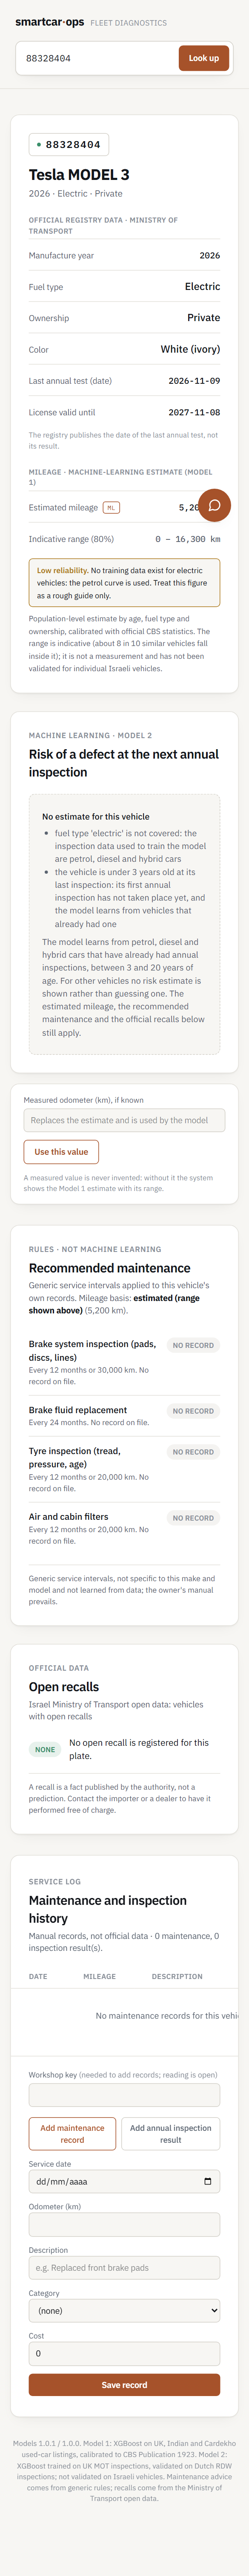 smartcar·ops FLEET DIAGNOSTICS
88328404
Look up
88328404
Tesla MODEL 3
2026 · Electric · Private
OFFICIAL REGISTRY DATA · MINISTRY OF
TRANSPORT
Manufacture year 2026
Fuel type Electric
Ownership Private
Color White (ivory)
Last annual test (date) 2026-11-09
License valid until 2027-11-08
The registry publishes the date of the last annual test, not
its result.
MILEAGE · MACHINE-LEARNING ESTIMATE (MODEL
1)
Estimated mileage ML 5,20
Indicative range (80%) 0 – 16,300 km
Low reliability. No training data exist for electric
vehicles: the petrol curve is used. Treat this figure
as a rough guide only.
Population-level estimate by age, fuel type and
ownership, calibrated with official CBS statistics. The
range is indicative (about 8 in 10 similar vehicles fall
inside it); it is not a measurement and has not been
validated for individual Israeli vehicles.
MACHINE LEARNING · MODEL 2
Risk of a defect at the next annual
inspection
No estimate for this vehicle
• fuel type 'electric' is not covered: the
inspection data used to train the model
are petrol, diesel and hybrid cars
• the vehicle is under 3 years old at its
last inspection: its first annual
inspection has not taken place yet, and
the model learns from vehicles that
already had one
The model learns from petrol, diesel and
hybrid cars that have already had annual
inspections, between 3 and 20 years of
age. For other vehicles no risk estimate is
shown rather than guessing one. The
estimated mileage, the recommended
maintenance and the official recalls below
still apply.
Measured odometer (km), if known
Replaces the estimate and is used by the model
Use this value
A measured value is never invented; without it the system
shows the Model 1 estimate with its range.
RULES · NOT MACHINE LEARNING
Recommended maintenance
Generic service intervals applied to this vehicle's
own records. Mileage basis: estimated (range
shown above) (5,200 km).
Brake system inspection (pads, NO RECORD
discs, lines)
Every 12 months or 30,000 km. No
record on file.
Brake fluid replacement NO RECORD
Every 24 months. No record on file.
Tyre inspection (tread, NO RECORD
pressure, age)
Every 12 months or 20,000 km. No
record on file.
Air and cabin filters NO RECORD
Every 12 months or 20,000 km. No
record on file.
Generic service intervals, not specific to this make and
model and not learned from data; the owner's manual
prevails.
OFFICIAL DATA
Open recalls
Israel Ministry of Transport open data: vehicles
with open recalls
NONE No open recall is registered for this
plate.
A recall is a fact published by the authority, not a
prediction. Contact the importer or a dealer to have it
performed free of charge.
SERVICE LOG
Maintenance and inspection
history
Manual records, not official data · 0 maintenance, 0
inspection result(s).
DATE MILEAGE DESCRIPTION
No maintenance records for this vehi
Workshop key (needed to add records; reading is open)
Add maintenance
record
Add annual inspection
result
Service date
dd/mm/aaaa
Odometer (km)
Description
e.g. Replaced front brake pads
Category
(none)
Cost
0
Save record
Models 1.0.1 / 1.0.0. Model 1: XGBoost on UK, Indian and Cardekho
used-car listings, calibrated to CBS Publication 1923. Model 2:
XGBoost trained on UK MOT inspections, validated on Dutch RDW
inspections; not validated on Israeli vehicles. Maintenance advice
comes from generic rules; recalls come from the Ministry of
Transport open data.